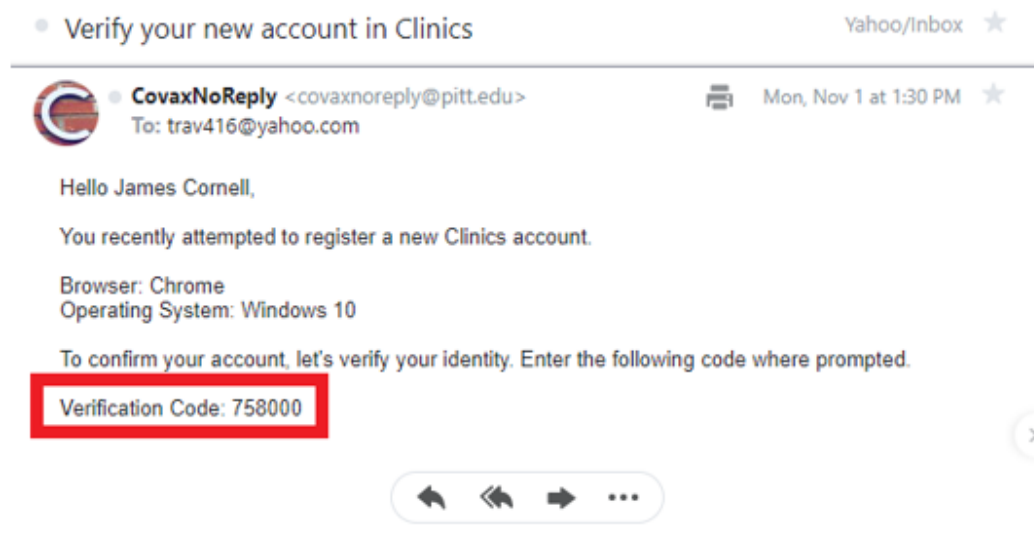 Verify your new account in Clinics
Yahoo/Inbox
C
CovaxNoReply <covaxnoreply@pitt.edu>
Mon, Nov 1 at 1:30 PM
To: trav416@yahoo.com
Hello James Cornell,
You recently attempted to register a new Clinics account.
Browser: Chrome
Operating System: Windows 10
To confirm your account, let's verify your identity. Enter the following code where prompted.
Verification Code: 758000